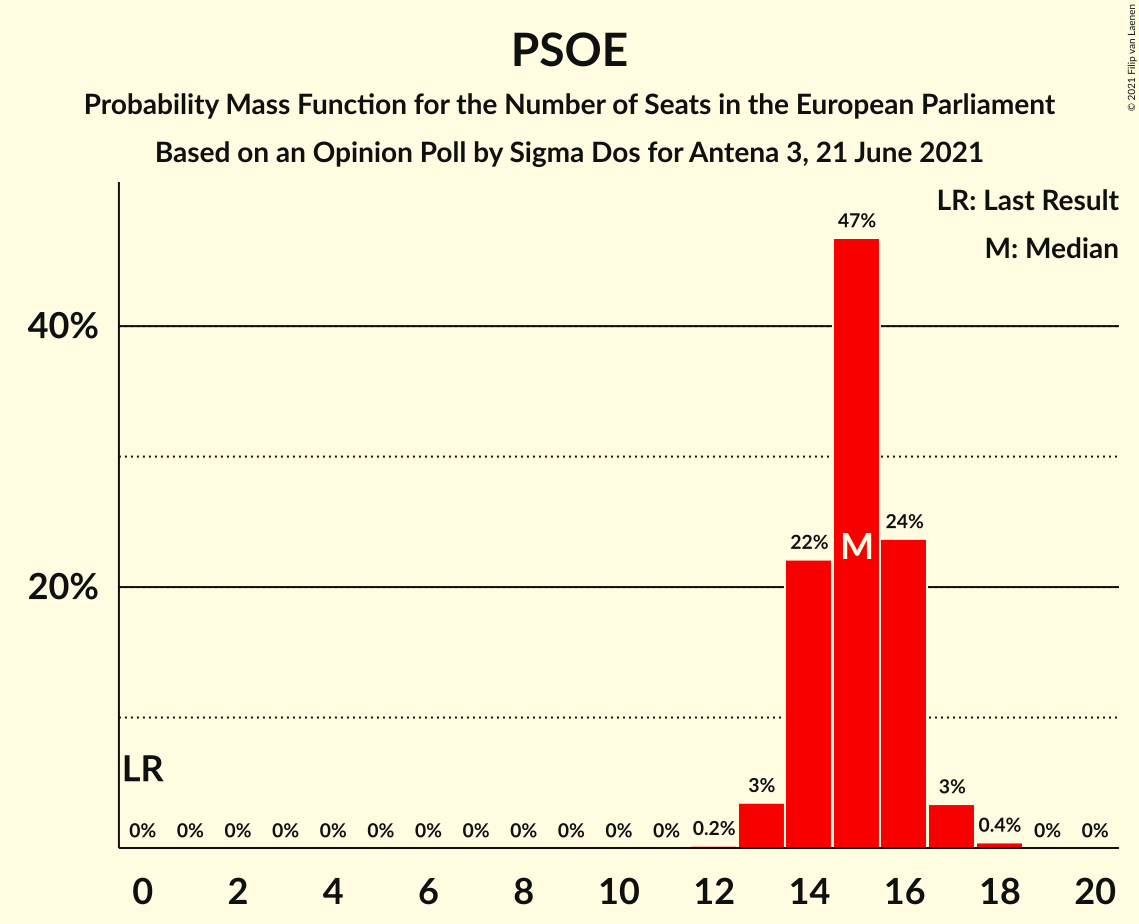 PSOE
Probability Mass Function for the Number of Seats in the European Parliament
Based on an Opinion Poll by Sigma Dos for Antena 3, 21 June 2021
© 2021 Filip van Laenen
LR: Last Result
M: Median
47%
40%
24%
22%
M
20%
LR
3%
3%
0% 0% 0% 0% 0% 0% 0% 0% 0% 0% 0% 0% 0.2% 0.4% 0% 0%
0 2 4 6 8 10 12 14 16 18 20